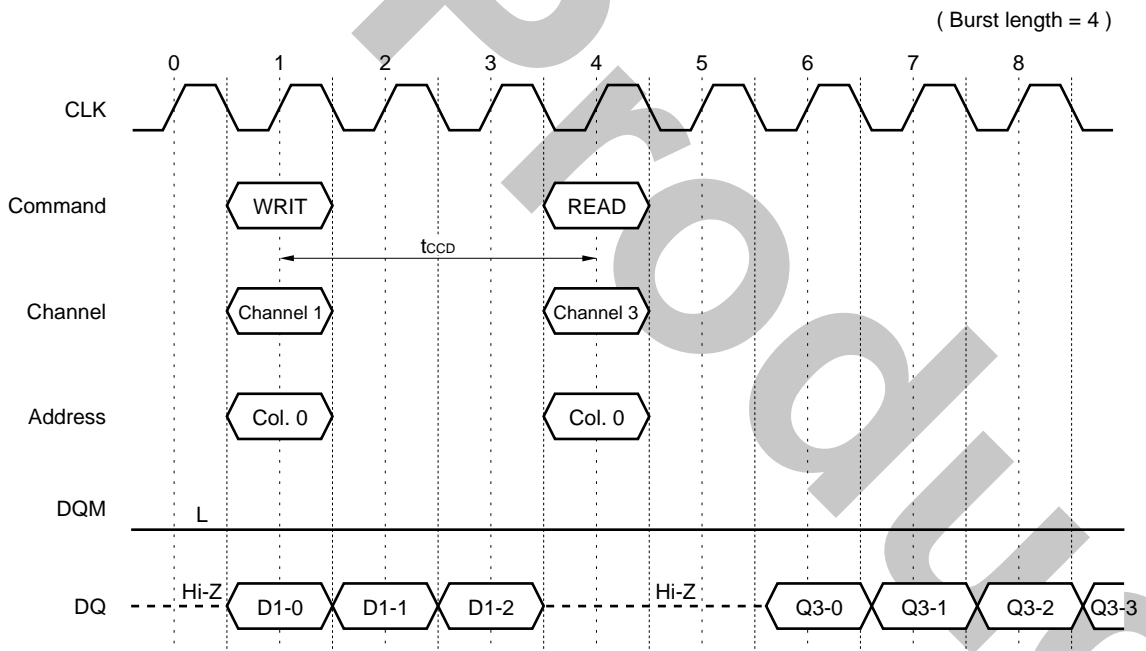 ( Burst length = 4 )
0 1 2 3 4 5 6 7 8
CLK
Command WRIT READ
tCCD
Channel Channel 1 Channel 3
Address Col. 0 Col. 0
DQM L
DQ Hi-Z D1-0 D1-1 D1-2 Hi-Z Q3-0 Q3-1 Q3-2 Q3-3